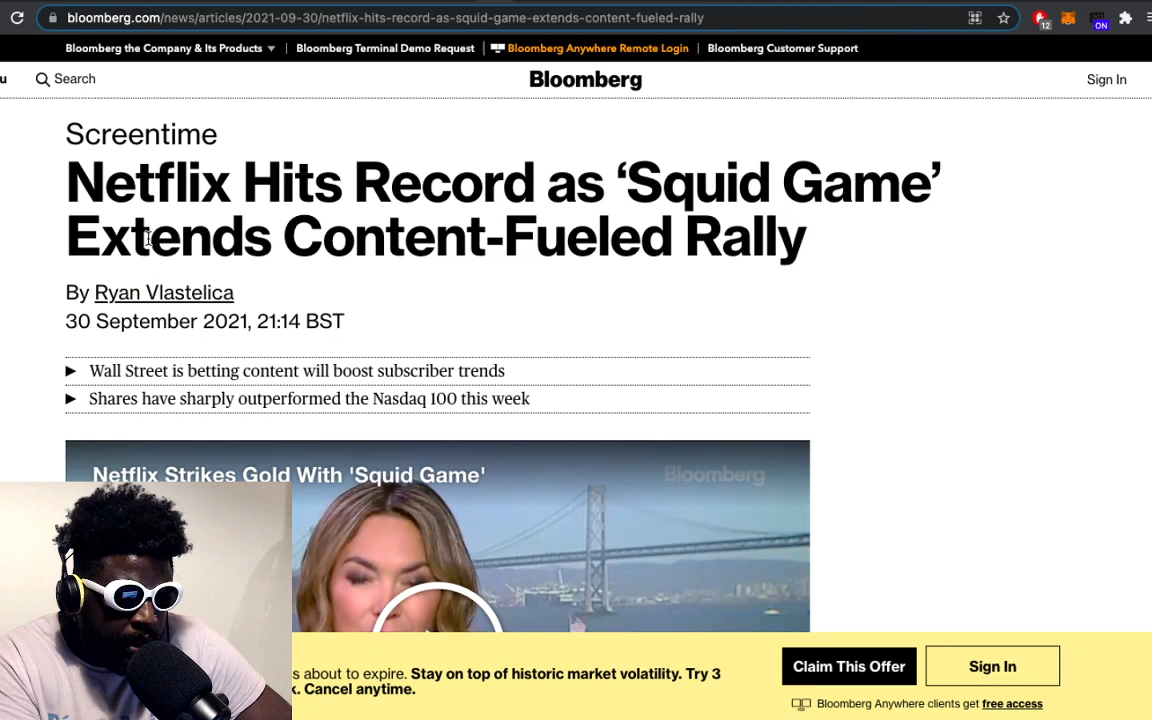 bloomberg.com/news/articles/2021-09-30/netflix-hits-record-as-squid-game-extends-content-fueled-rally
12
ON
Bloomberg the Company & Its Products ▼ | Bloomberg Terminal Demo Request | Bloomberg Anywhere Remote Login | Bloomberg Customer Support
u Search Bloomberg Sign In
Screentime
Netflix Hits Record as ‘Squid Game’
Extends Content-Fueled Rally
By Ryan Vlastelica
30 September 2021, 21:14 BST
► Wall Street is betting content will boost subscriber trends
► Shares have sharply outperformed the Nasdaq 100 this week
Netflix Strikes Gold With 'Squid Game' Bloomberg
s about to expire. Stay on top of historic market volatility. Try 3
. Cancel anytime.
Claim This Offer Sign In
Bloomberg Anywhere clients get free access